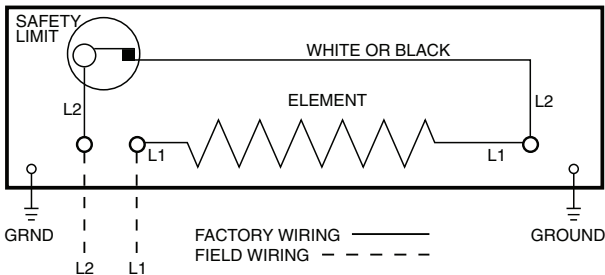 SAFETY
LIMIT
WHITE OR BLACK
ELEMENT
L2
L2
L1
L1
GRND
FACTORY WIRING
GROUND
FIELD WIRING
L2
L1